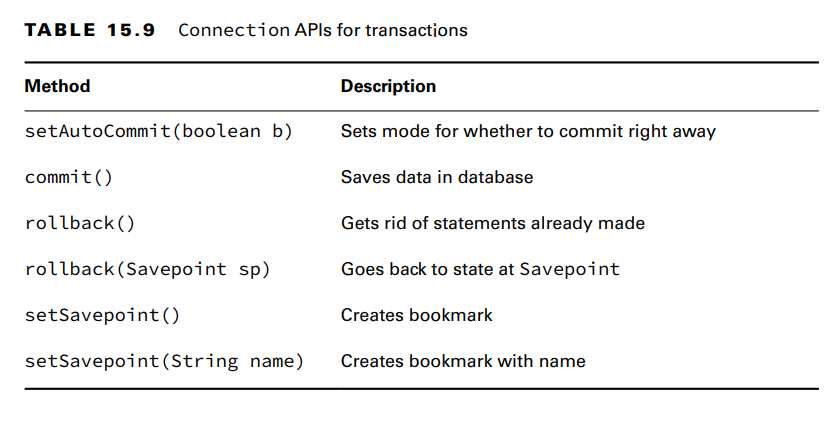 TABLE 15.9 Connection APIs for transactions
Method Description
setAutoCommit(boolean b) Sets mode for whether to commit right away
commit() Saves data in database
rollback() Gets rid of statements already made
rollback(Savepoint sp) Goes back to state at Savepoint
setSavepoint() Creates bookmark
setSavepoint(String name) Creates bookmark with name